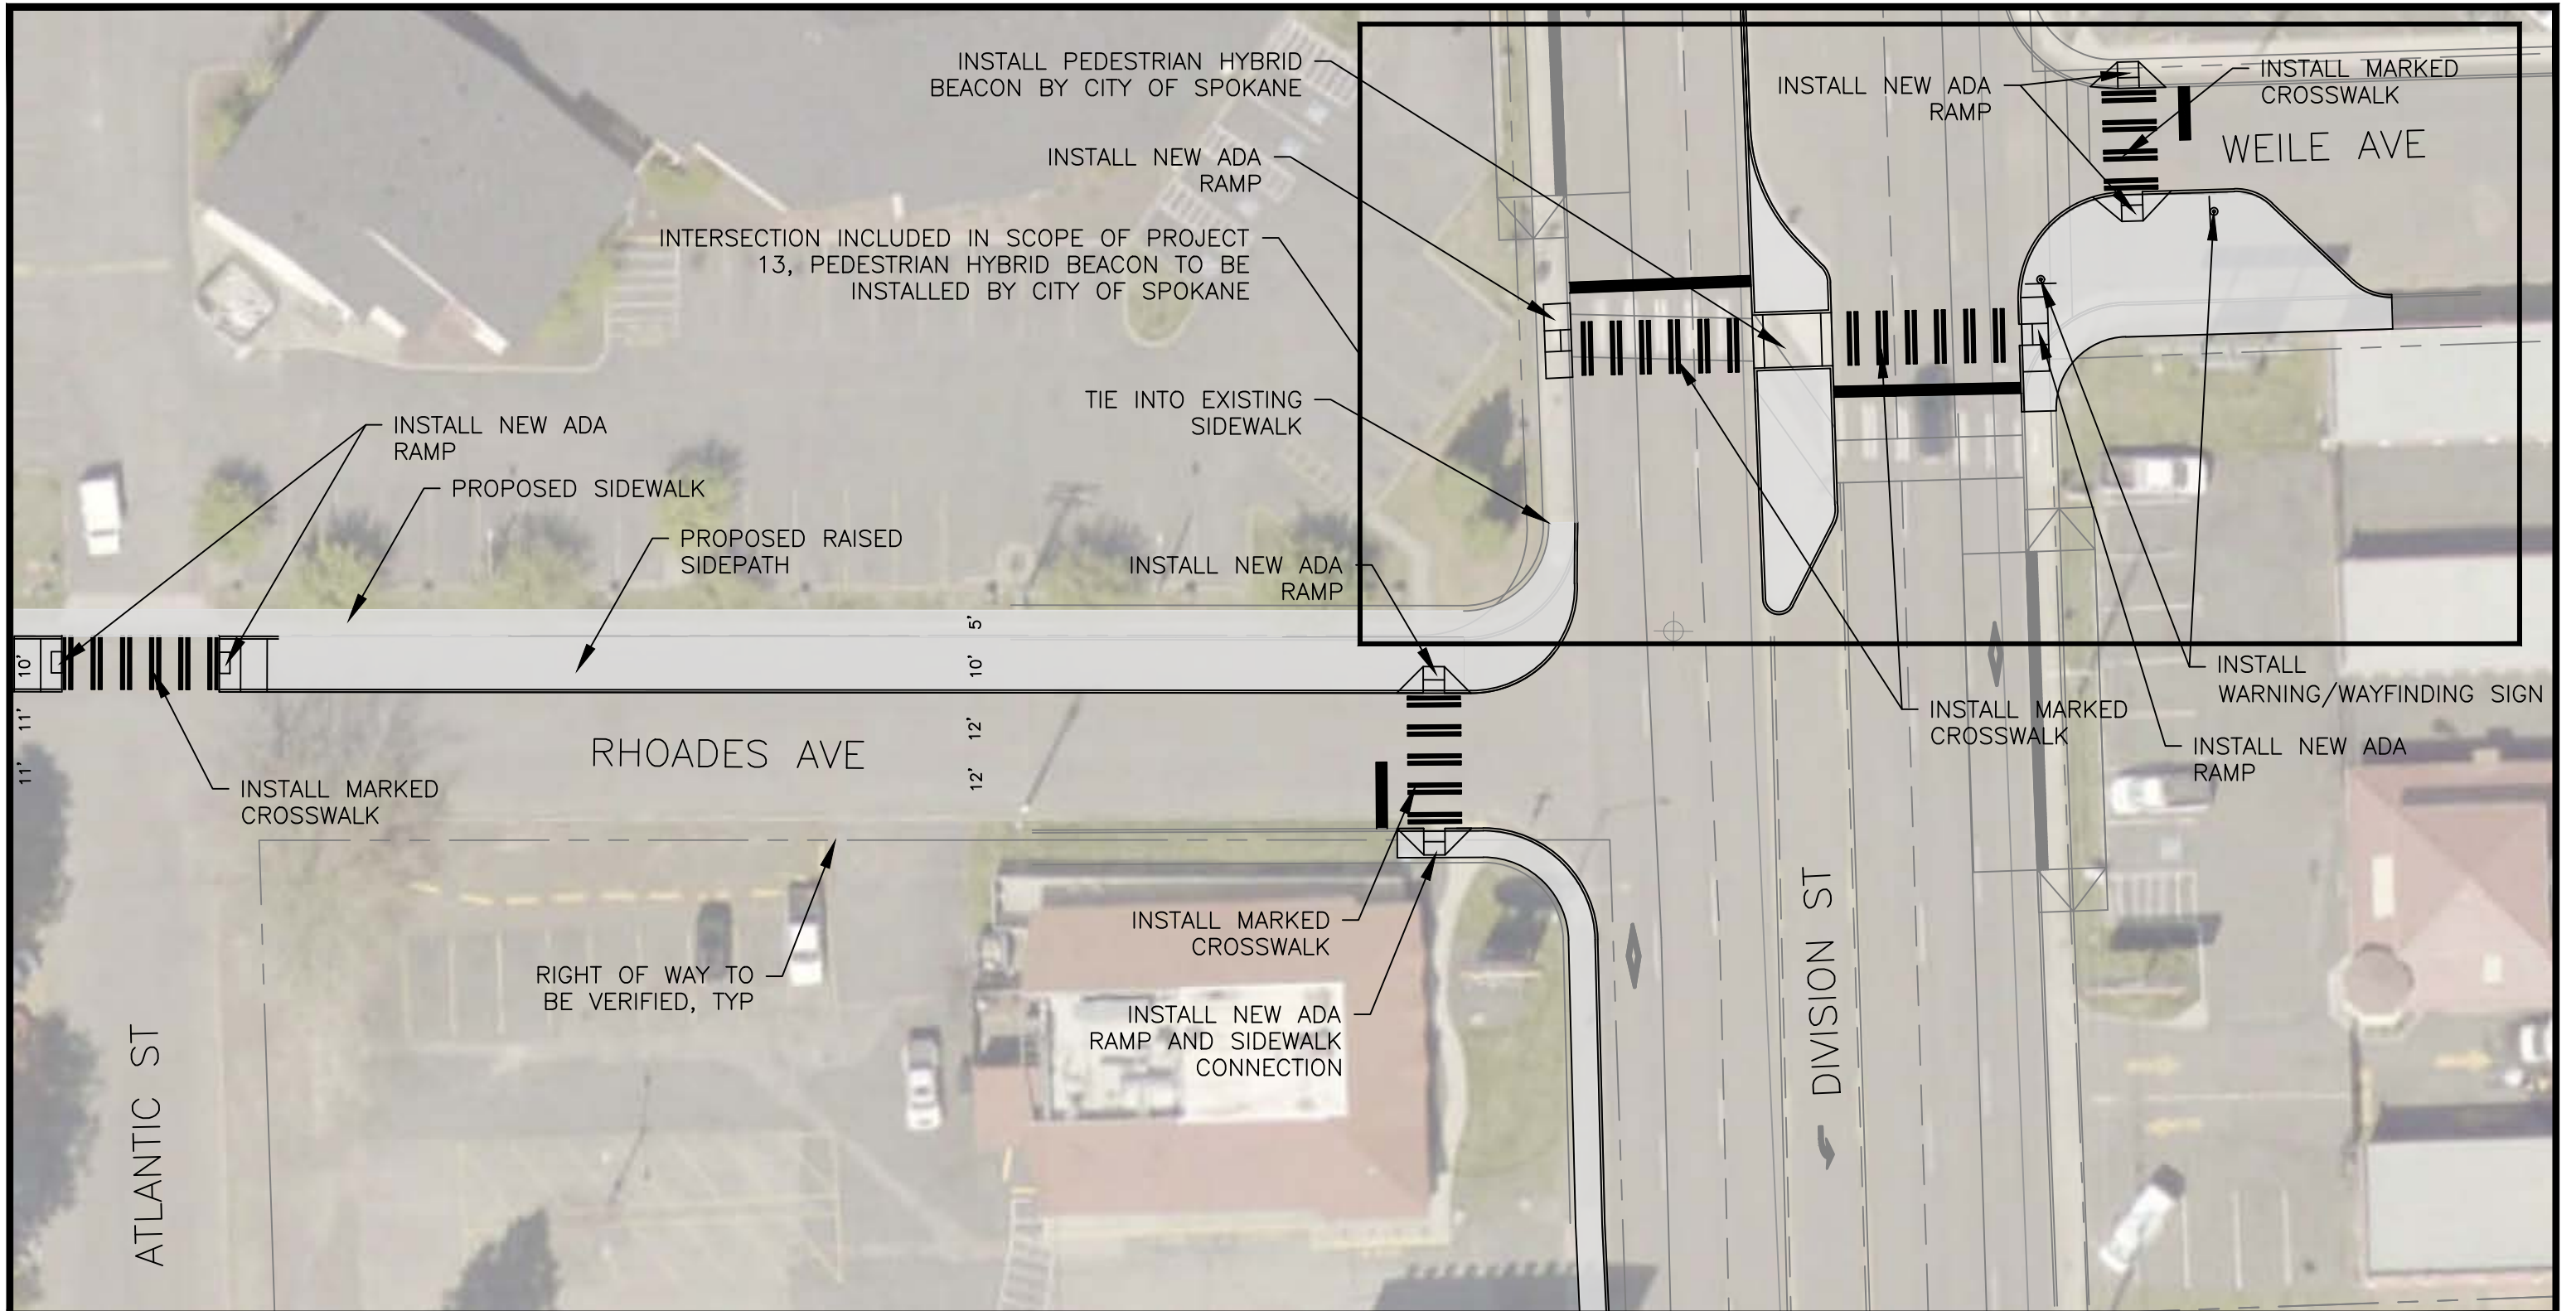 INSTALL PEDESTRIAN HYBRID
BEACON BY CITY OF SPOKANE
INSTALL NEW ADA
RAMP
INSTALL MARKED
CROSSWALK
WEILE AVE
INSTALL NEW ADA
RAMP
INTERSECTION INCLUDED IN SCOPE OF PROJECT
13, PEDESTRIAN HYBRID BEACON TO BE
INSTALLED BY CITY OF SPOKANE
TIE INTO EXISTING
SIDEWALK
INSTALL NEW ADA
RAMP
PROPOSED SIDEWALK
PROPOSED RAISED
SIDEPATH
INSTALL NEW ADA
RAMP
5'
10'
10'
11'
11'
12'
12'
RHOADES AVE
INSTALL MARKED
CROSSWALK
INSTALL
WARNING/WAYFINDING SIGN
INSTALL MARKED
CROSSWALK
INSTALL NEW ADA
RAMP
INSTALL MARKED
CROSSWALK
RIGHT OF WAY TO
BE VERIFIED, TYP
INSTALL NEW ADA
RAMP AND SIDEWALK
CONNECTION
DIVISION ST
ATLANTIC ST